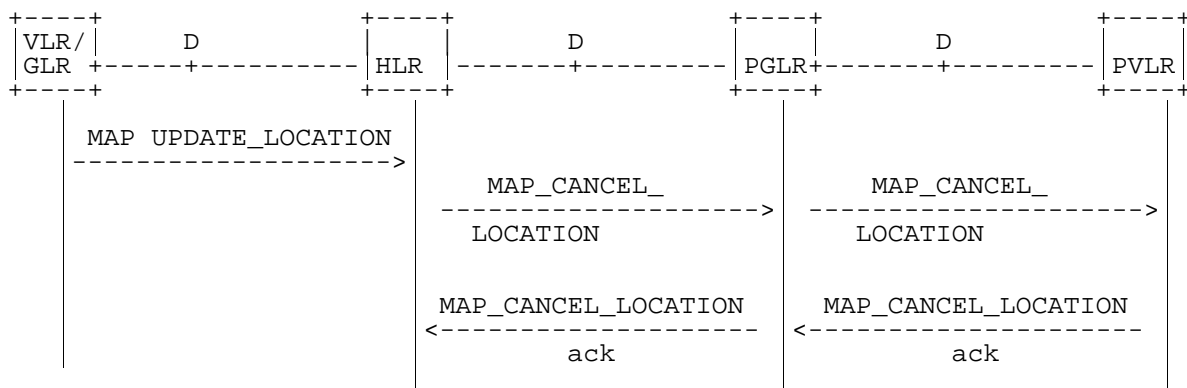 +----+ +----+ +----+ +----+
|VLR/| D | | D | | D | |
|GLR +-----+---------- |HLR |-------+--------- |PGLR+-------+--------- |PVLR|
+----+ +----+ +----+ +----+
MAP UPDATE_LOCATION
-------------------->
MAP_CANCEL_ MAP_CANCEL_
--------------------> --------------------->
LOCATION LOCATION
MAP_CANCEL_LOCATION MAP_CANCEL_LOCATION
<-------------------- <---------------------
ack ack